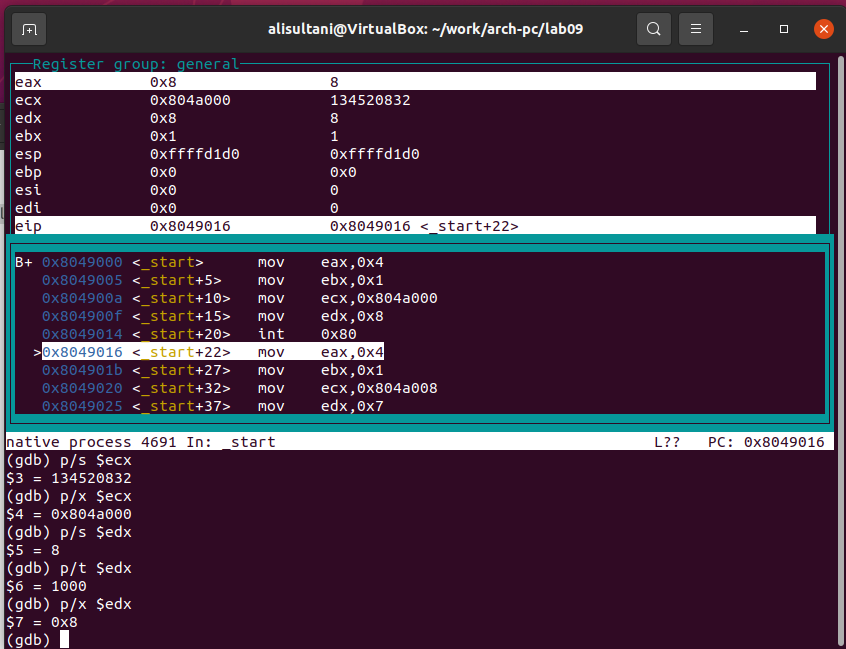 alisultani@VirtualBox: ~/work/arch-pc/lab09
Register group: general
eax 0x8 8
ecx 0x804a000 134520832
edx 0x8 8
ebx 0x1 1
esp 0xffffd1d0 0xffffd1d0
ebp 0x0 0x0
esi 0x0 0
edi 0x0 0
eip 0x8049016 0x8049016 <_start+22>
B+ 0x8049000 <_start> mov eax,0x4
0x8049005 <_start+5> mov ebx,0x1
0x804900a <_start+10> mov ecx,0x804a000
0x804900f <_start+15> mov edx,0x8
0x8049014 <_start+20> int 0x80
>0x8049016 <_start+22> mov eax,0x4
0x804901b <_start+27> mov ebx,0x1
0x8049020 <_start+32> mov ecx,0x804a008
0x8049025 <_start+37> mov edx,0x7
native process 4691 In: _start L?? PC: 0x8049016
(gdb) p/s $ecx
$3 = 134520832
(gdb) p/x $ecx
$4 = 0x804a000
(gdb) p/s $edx
$5 = 8
(gdb) p/t $edx
$6 = 1000
(gdb) p/x $edx
$7 = 0x8
(gdb)